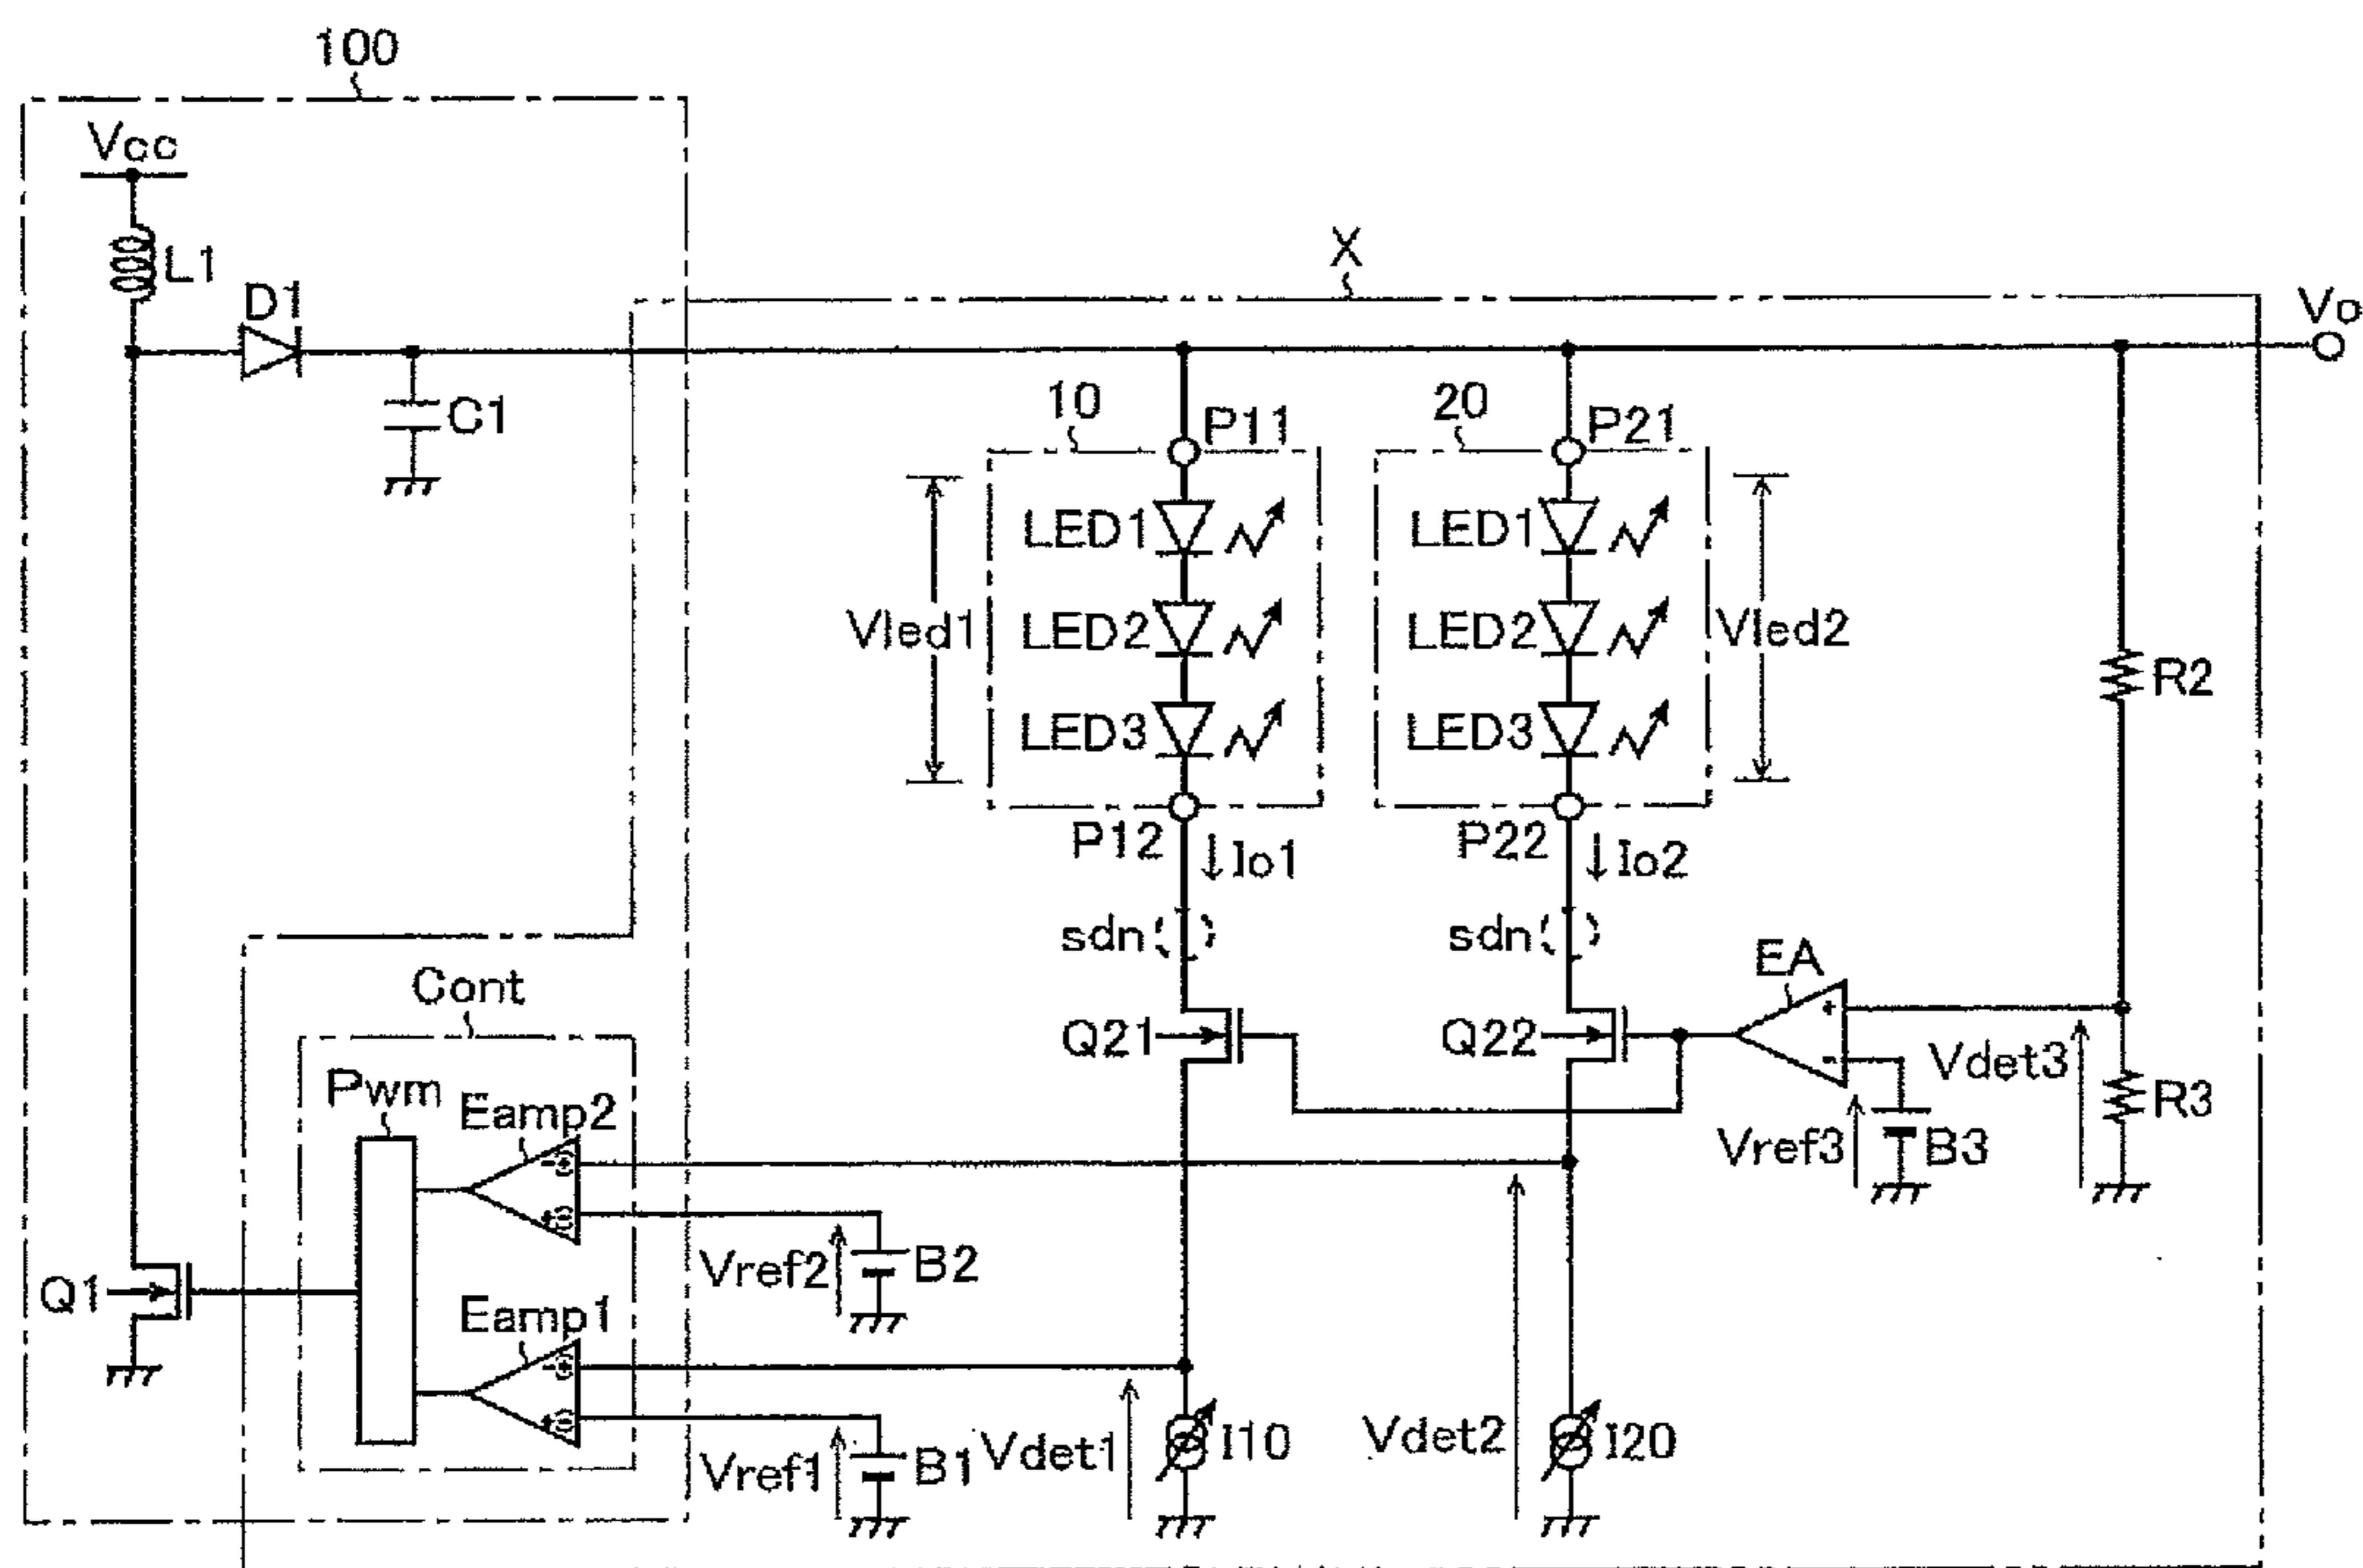 100
Vcc
L1
D1
C1
X
Vo
10
P11
20
P21
LED1
LED1
Vled1
LED2
LED2
Vled2
LED3
LED3
R2
P12
Io1
P22
Io2
sdn
sdn
EA
+
-
Cont
Q21
Q22
Vdet3
R3
Pwm
Eamp2
Vref3
B3
Vref2
B2
Q1
Eamp1
Vref1
B1
Vdet1
I10
Vdet2
I20